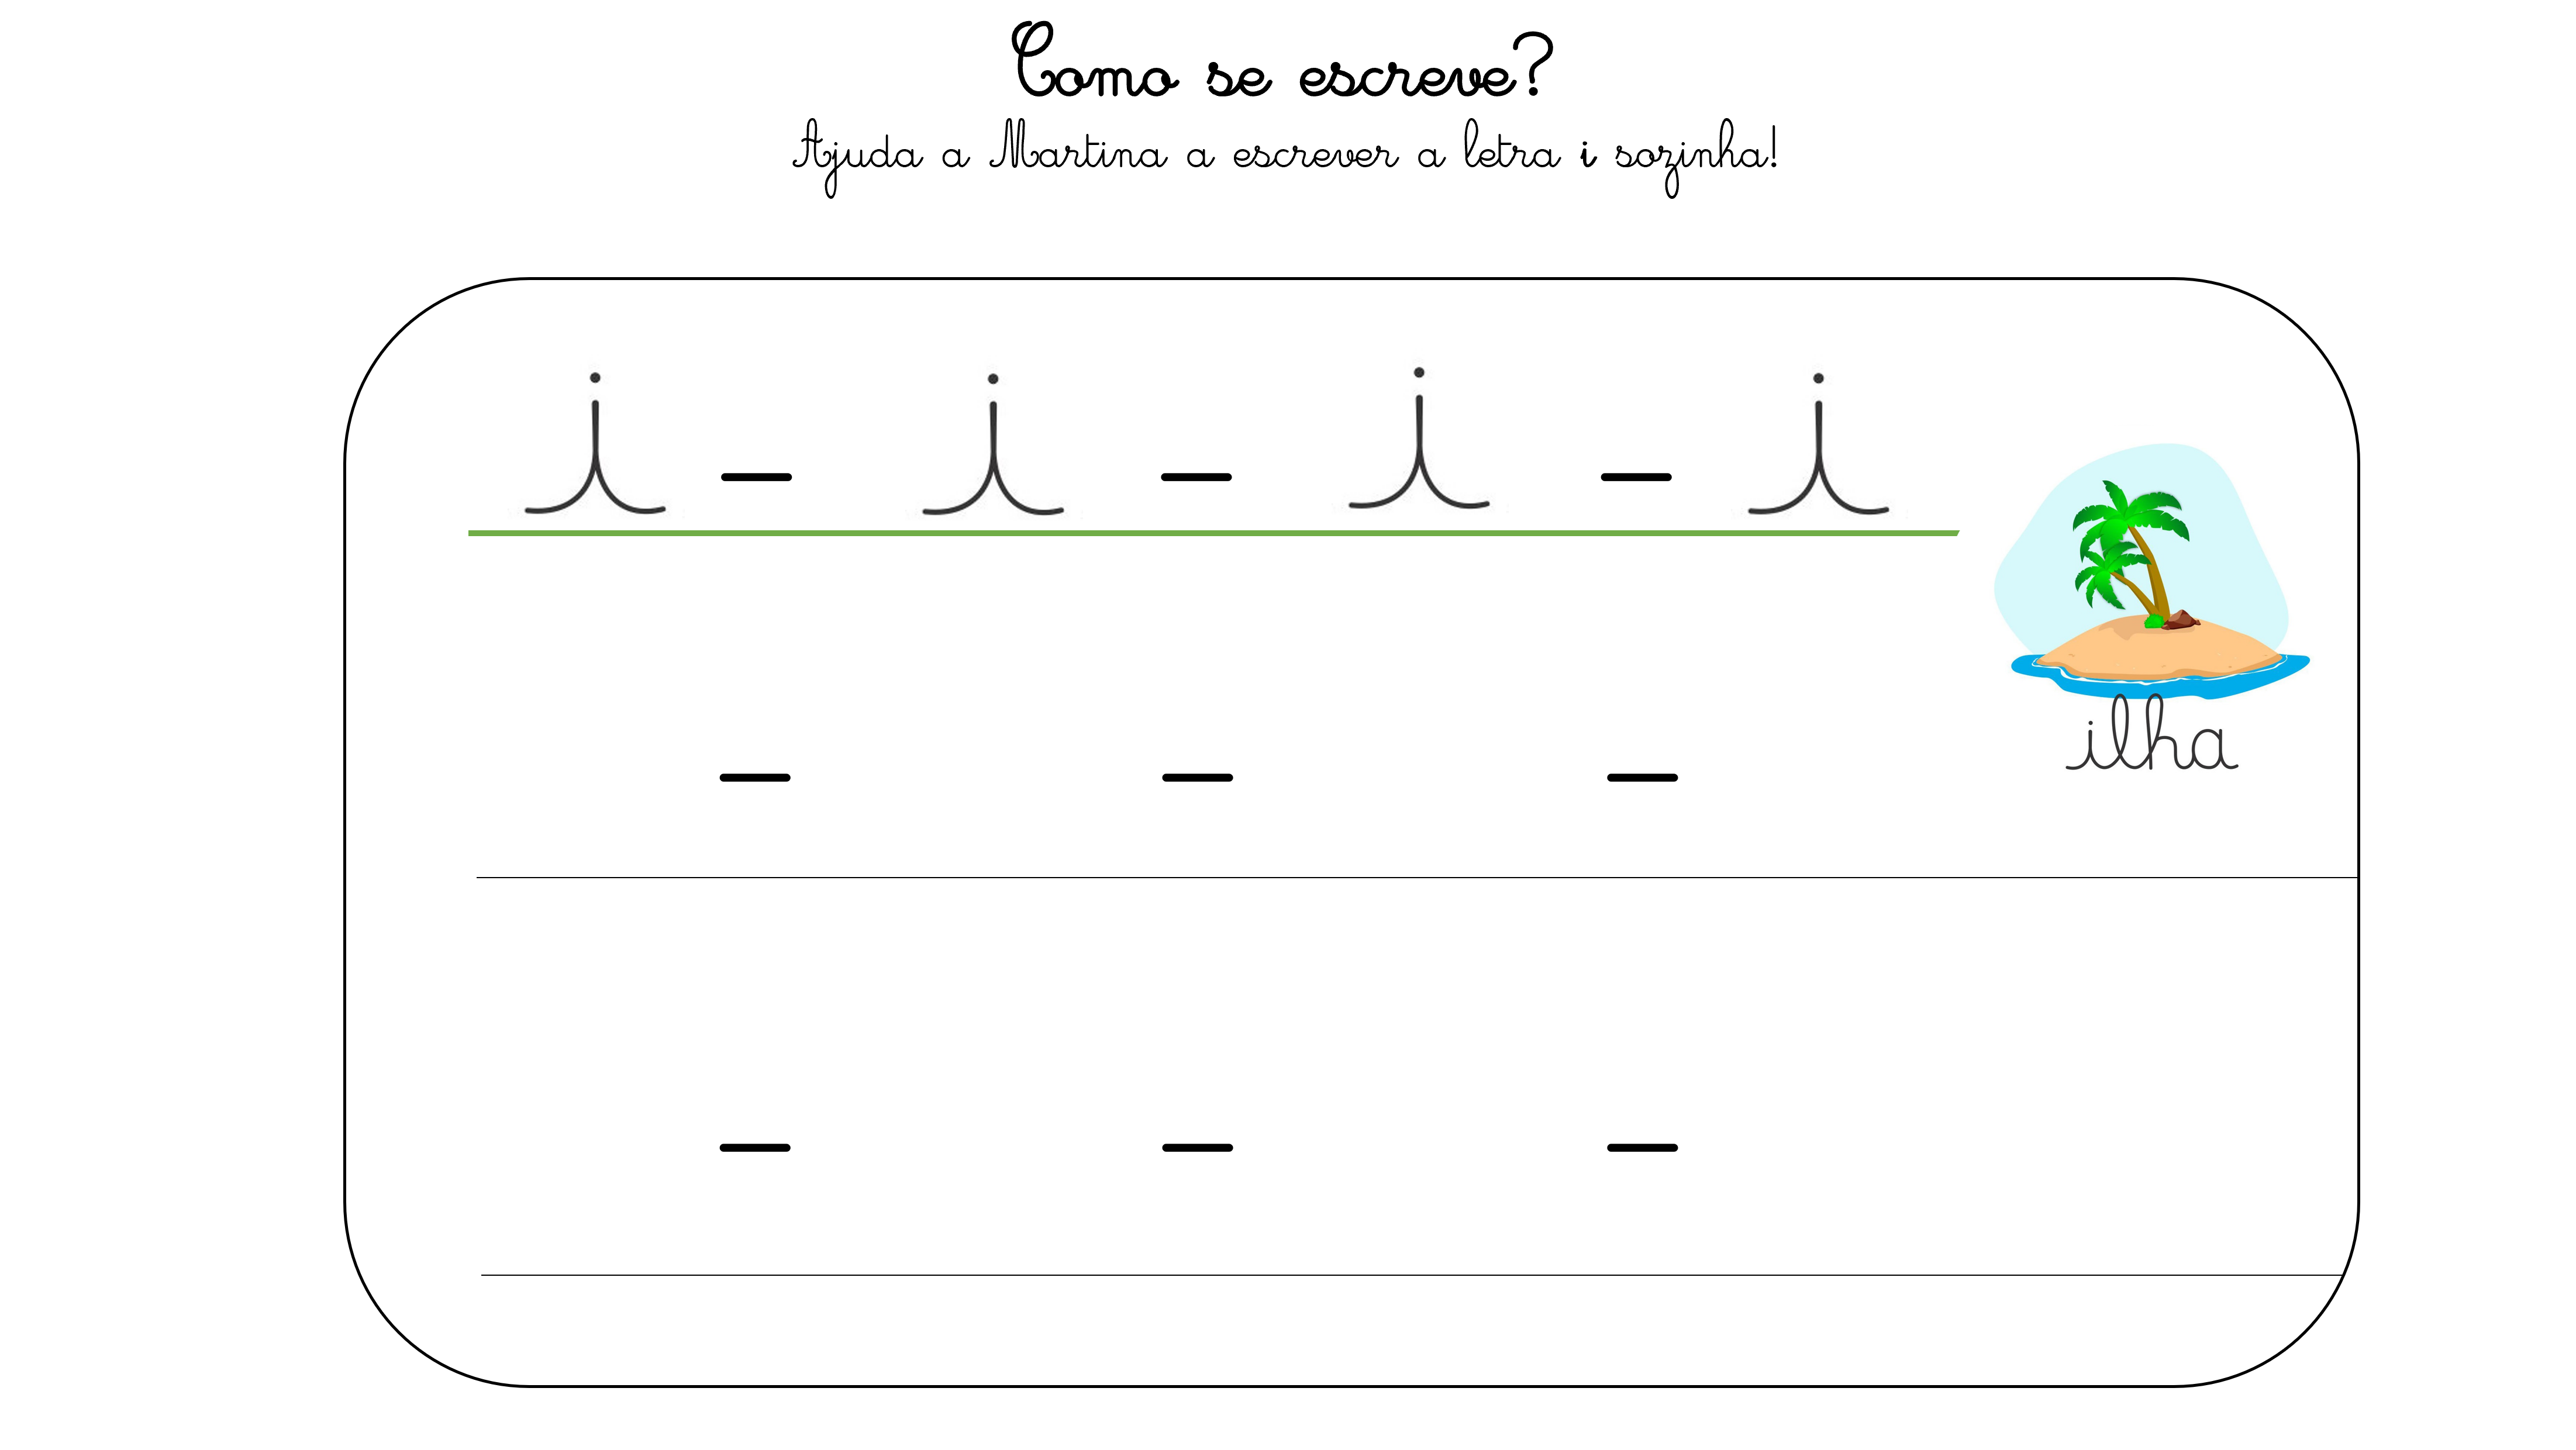 Como se escreve?
Ajuda a Martina a escrever a letra i sozinha!
i - i - i - i
ilha
- - -
- - -